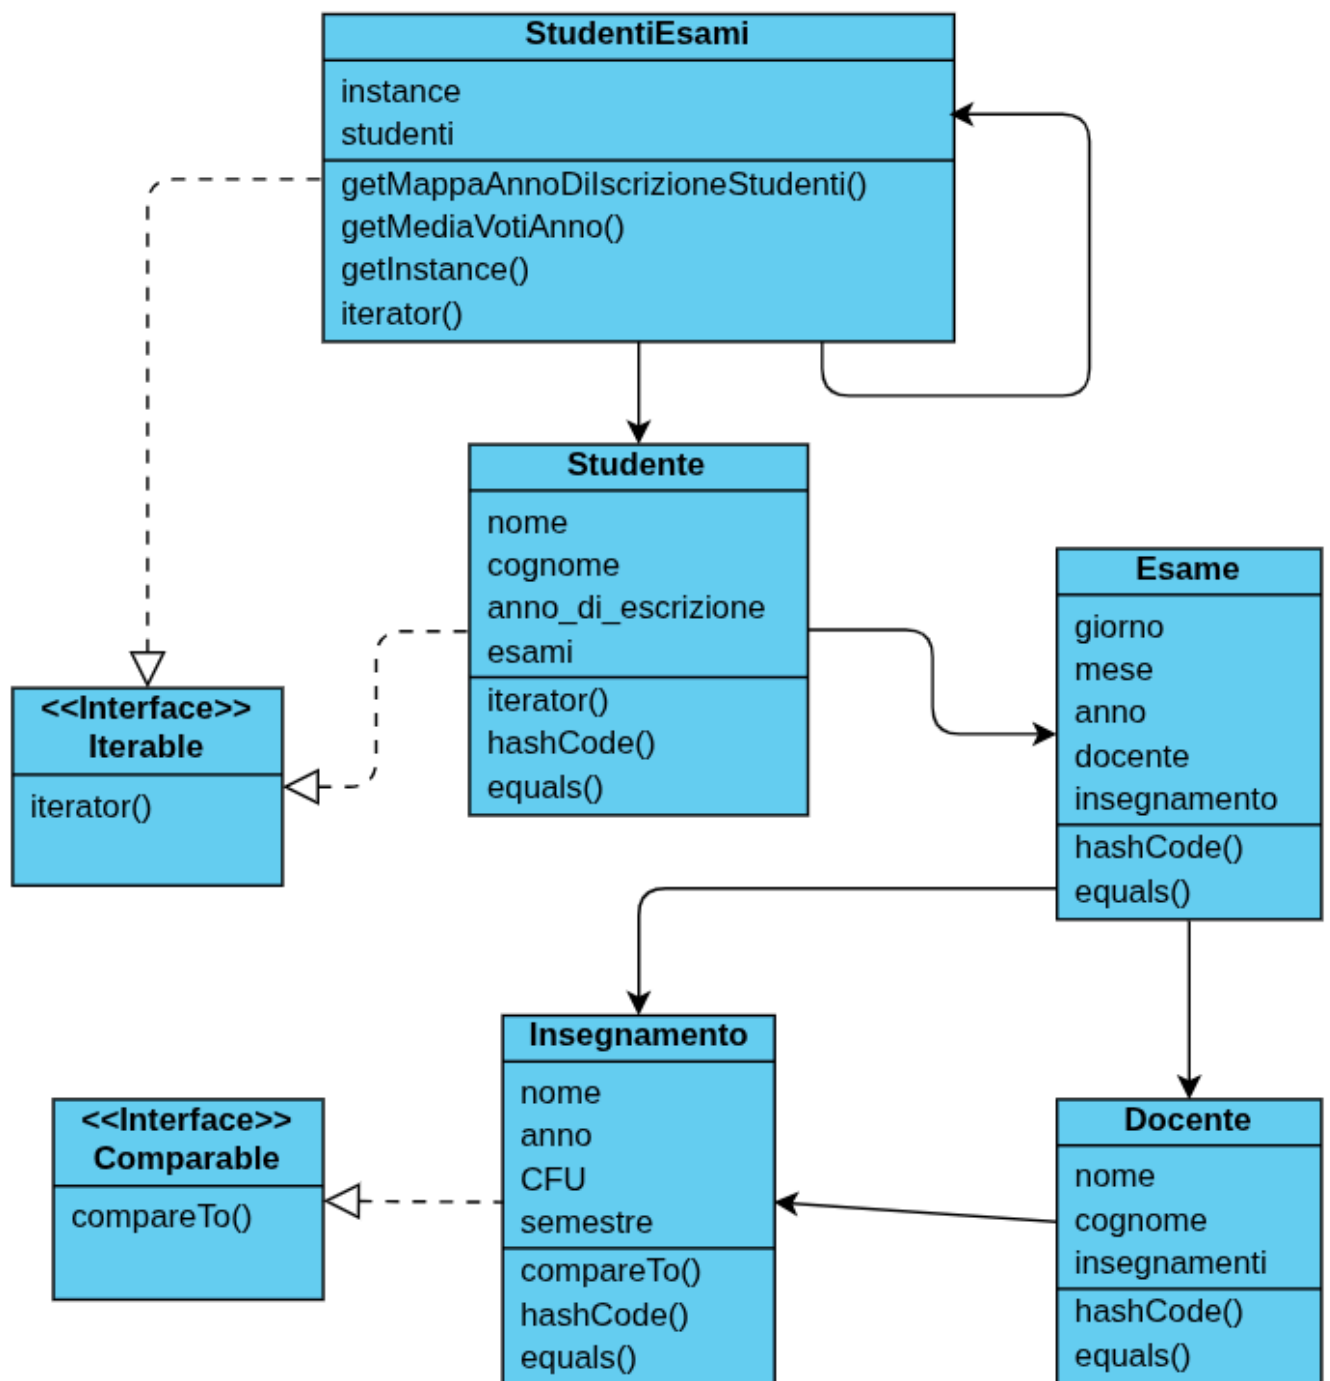 StudentiEsami
instance
studenti
getMappaAnnoDiIscrizioneStudenti()
getMediaVotiAnno()
getInstance()
iterator()
Studente
nome
cognome
anno_di_escrizione
esami
iterator()
hashCode()
equals()
Esame
giorno
mese
anno
docente
insegnamento
hashCode()
equals()
<<Interface>>
Iterable
iterator()
Insegnamento
nome
anno
CFU
semestre
compareTo()
hashCode()
equals()
<<Interface>>
Comparable
compareTo()
Docente
nome
cognome
insegnamenti
hashCode()
equals()